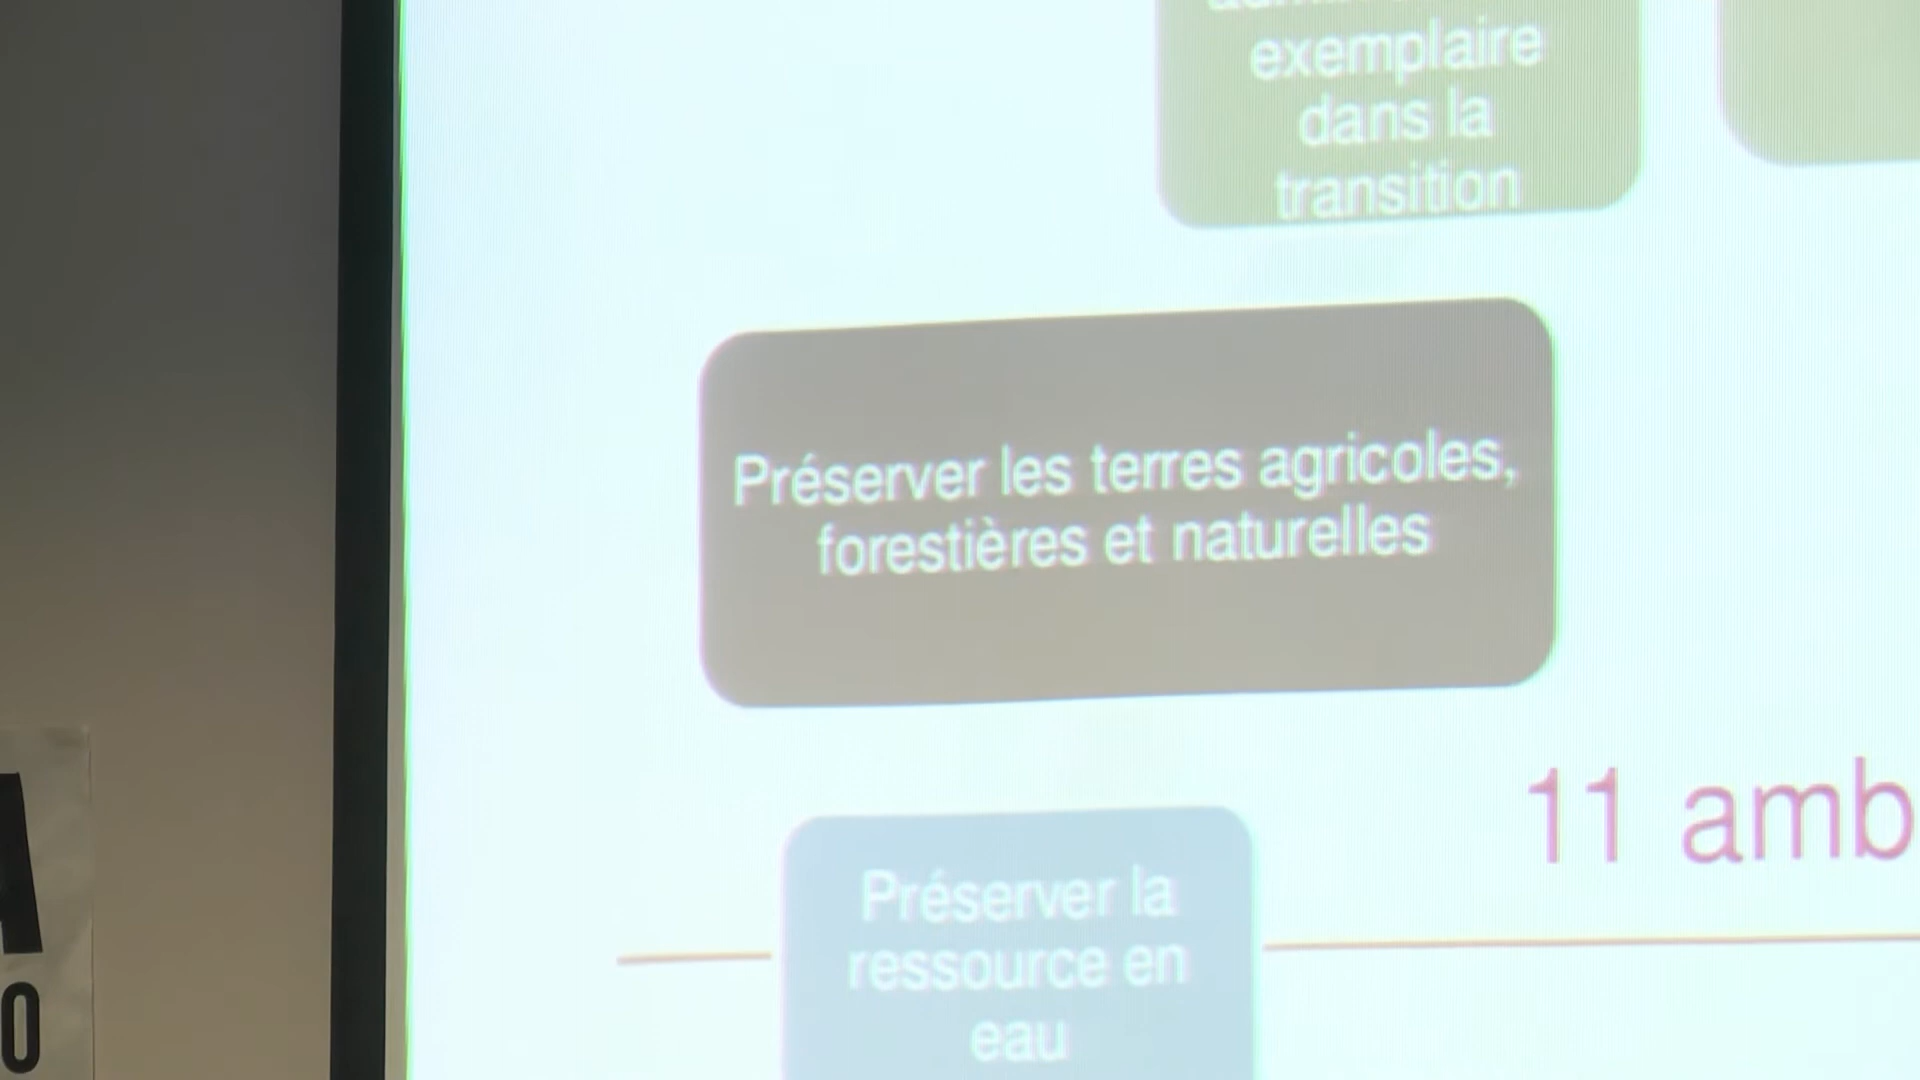 exemplaire
dans la
transition
Préserver les terres agricoles,
forestières et naturelles
11 amb
Préserver la
ressource en
eau
A
O